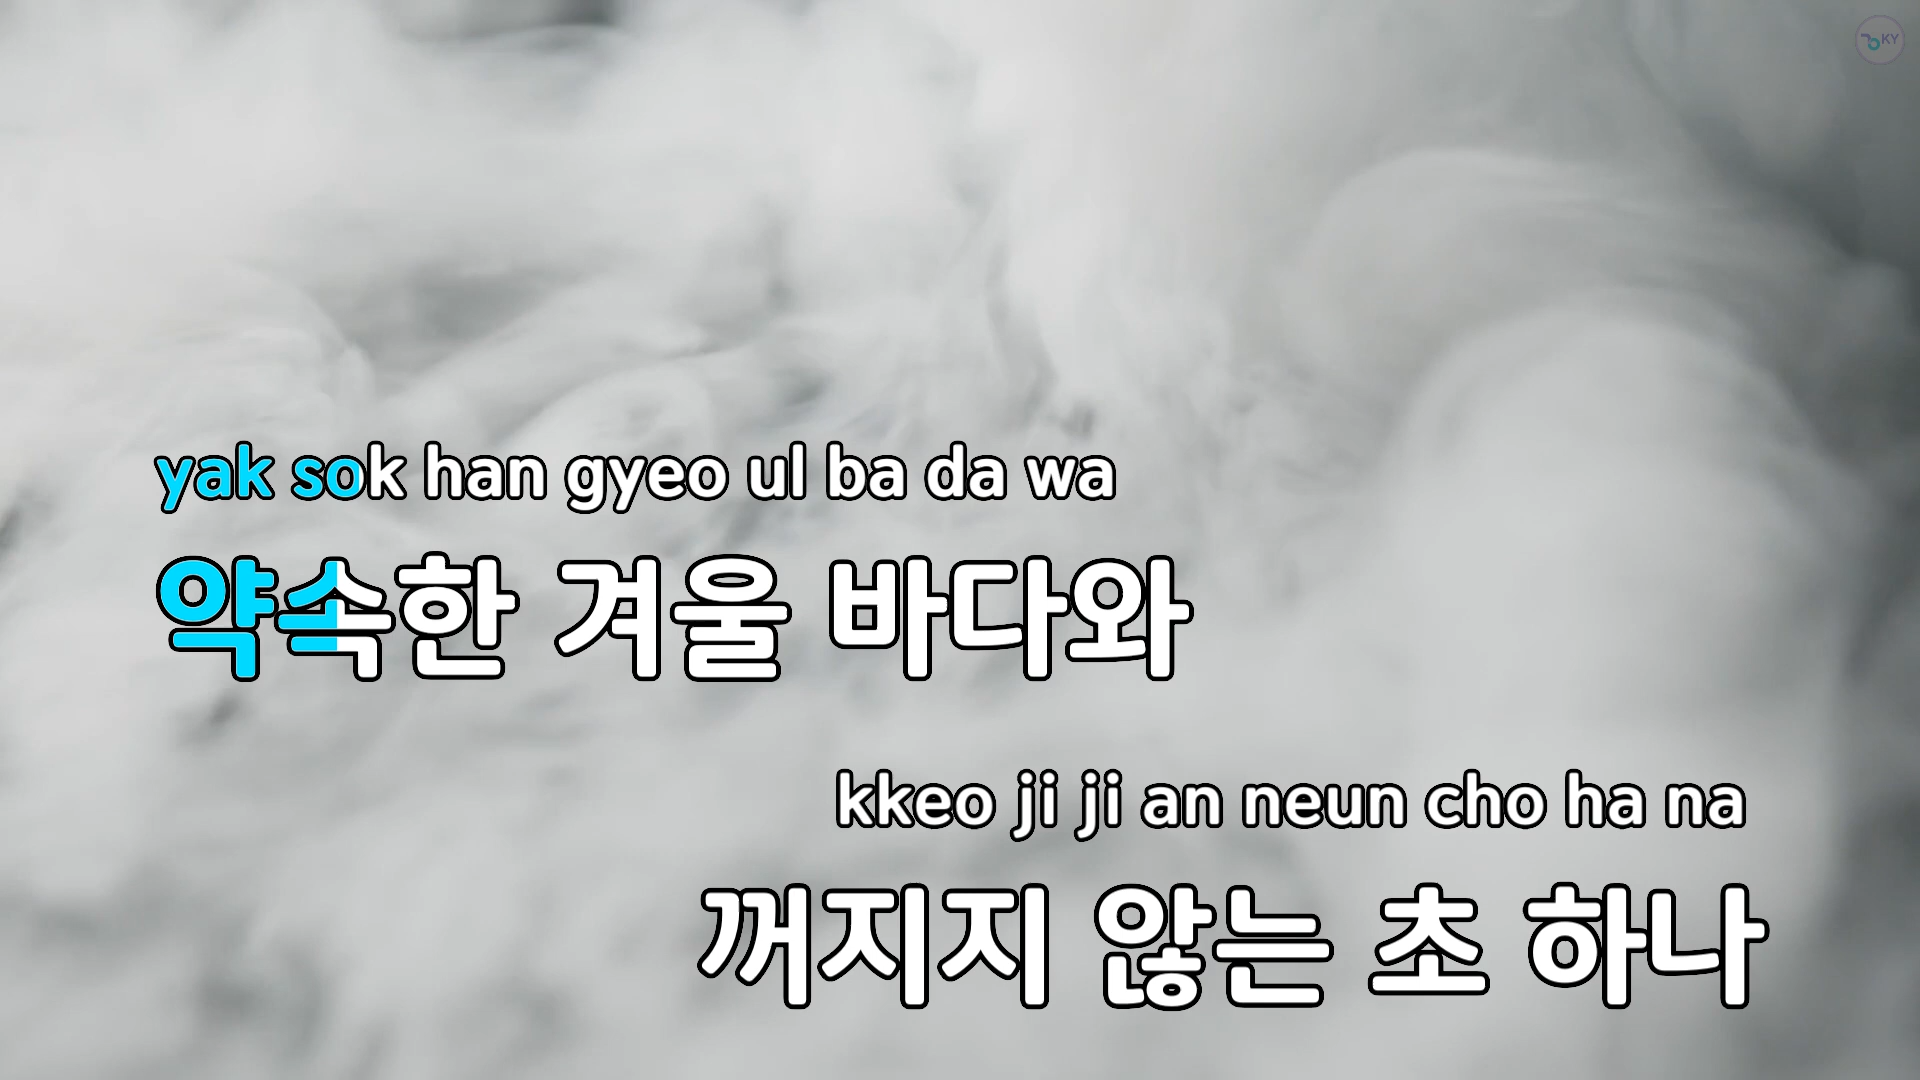 KY
yak sok han gyeo ul ba da wa
약속한 겨울 바다와
kkeo ji ji an neun cho ha na
꺼지지 않는 초 하나